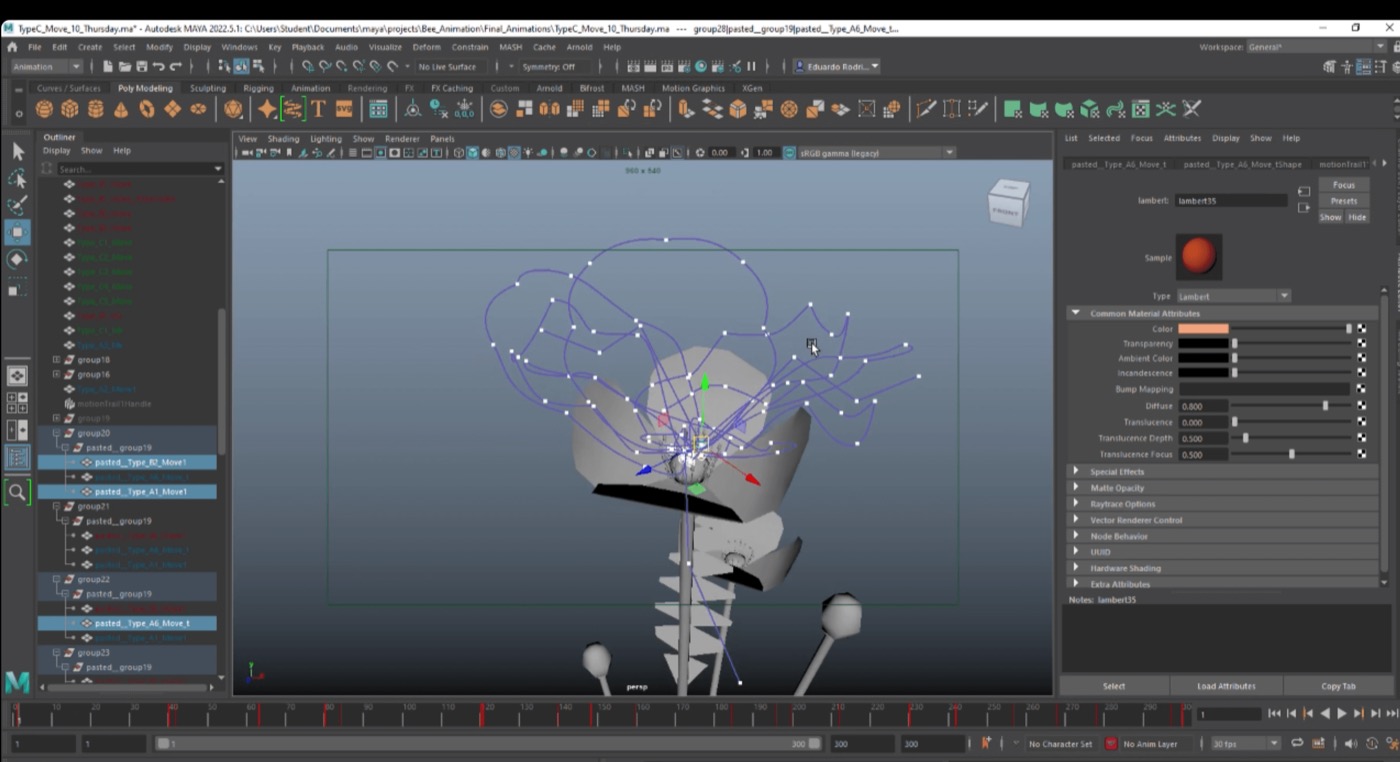 TypeC_Move_10_Thursday.ma* - Autodesk MAYA 2022.5.1: C:\Users\Student\Documents\maya\projects\Bee_Animation\Final_Animations\TypeC_Move_10_Thursday.ma --- group28|pasted__group19|pasted__Type_A6_Move_t...
File Edit Create Select Modify Display Windows Key Playback Audio Visualize Deform Constrain MASH Cache Arnold Help
Workspace: General*
Animation
No Live Surface
Symmetry: Off
Eduardo Rodri...
Curves / Surfaces Poly Modeling Sculpting Rigging Animation Rendering FX FX Caching Custom Arnold Bifrost MASH Motion Graphics XGen
Outliner
Display Show Help
Search...
group18
group16
motionTrail1Handle
group19
group20
pasted__group19
pasted__Type_B2_Move1
pasted__Type_A1_Move1
group21
pasted__group19
group22
pasted__group19
pasted__Type_A6_Move_t
group23
pasted__group19
View Shading Lighting Show Renderer Panels
0.00
1.00
sRGB gamma (legacy)
960 x 540
FRONT
persp
List Selected Focus Attributes Display Show Help
pasted__Type_A6_Move_t pasted__Type_A6_Move_tShape motionTrail1
Focus
Presets
Show Hide
lambert: lambert35
Sample
Type Lambert
Common Material Attributes
Color
Transparency
Ambient Color
Incandescence
Bump Mapping
Diffuse 0.800
Translucence 0.000
Translucence Depth 0.500
Translucence Focus 0.500
Special Effects
Matte Opacity
Raytrace Options
Vector Renderer Control
Node Behavior
UUID
Hardware Shading
Extra Attributes
Notes: lambert35
Select Load Attributes Copy Tab
10 20 30 40 50 60 70 80 90 100 110 120 130 140 150 160 170 180 190 200 210 220 230 240 250 260 270 280 290 30
1
1 1 1 300 300 300
No Character Set
No Anim Layer
30 fps